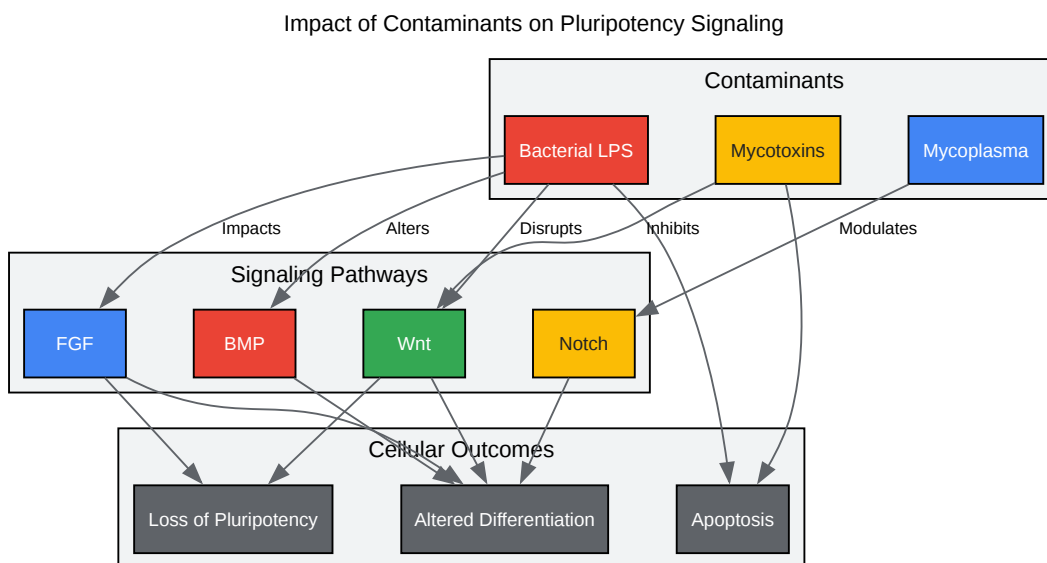 Impact of Contaminants on Pluripotency Signaling
Contaminants
Bacterial LPS
Mycotoxins
Mycoplasma
Impacts
Alters
Disrupts
Inhibits
Modulates
Signaling Pathways
FGF
BMP
Wnt
Notch
Cellular Outcomes
Loss of Pluripotency
Altered Differentiation
Apoptosis